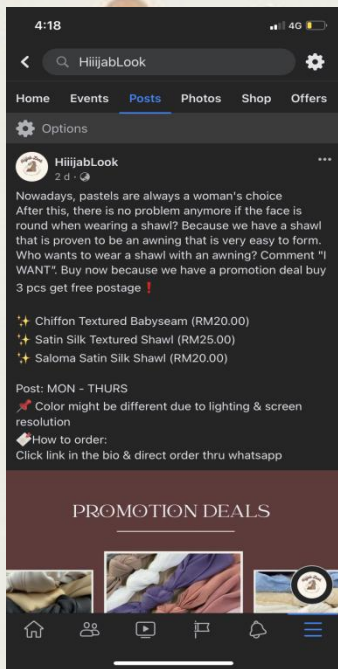 4:18
4G
HiiijabLook
Home Events Posts Photos Shop Offers
Options
HiiijabLook
2 d ·
Nowadays, pastels are always a woman's choice
After this, there is no problem anymore if the face is
round when wearing a shawl? Because we have a shawl
that is proven to be an awning that is very easy to form.
Who wants to wear a shawl with an awning? Comment "I
WANT". Buy now because we have a promotion deal buy
3 pcs get free postage❗
✨ Chiffon Textured Babyseam (RM20.00)
✨ Satin Silk Textured Shawl (RM25.00)
✨ Saloma Satin Silk Shawl (RM20.00)
Post: MON - THURS
📌 Color might be different due to lighting & screen
resolution
How to order:
Click link in the bio & direct order thru whatsapp
PROMOTION DEALS